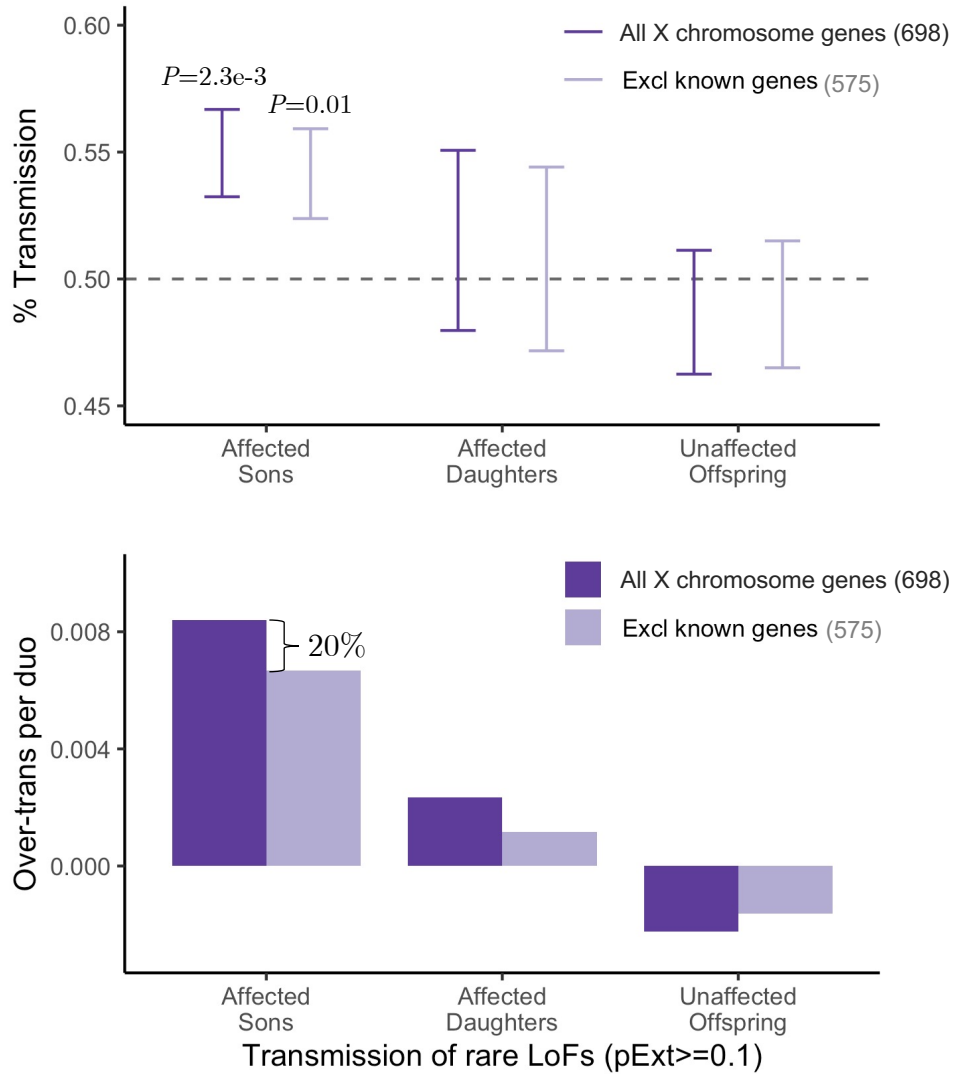 0.60
All X chromosome genes (698)
P=2.3e-3
Excl known genes (575)
P=0.01
0.55
% Transmission
0.50
0.45
Affected
Sons
Affected
Daughters
Unaffected
Offspring
All X chromosome genes (698)
Excl known genes (575)
0.008
20%
Over-trans per duo
0.004
0.000
Affected
Sons
Affected
Daughters
Unaffected
Offspring
Transmission of rare LoFs (pExt>=0.1)